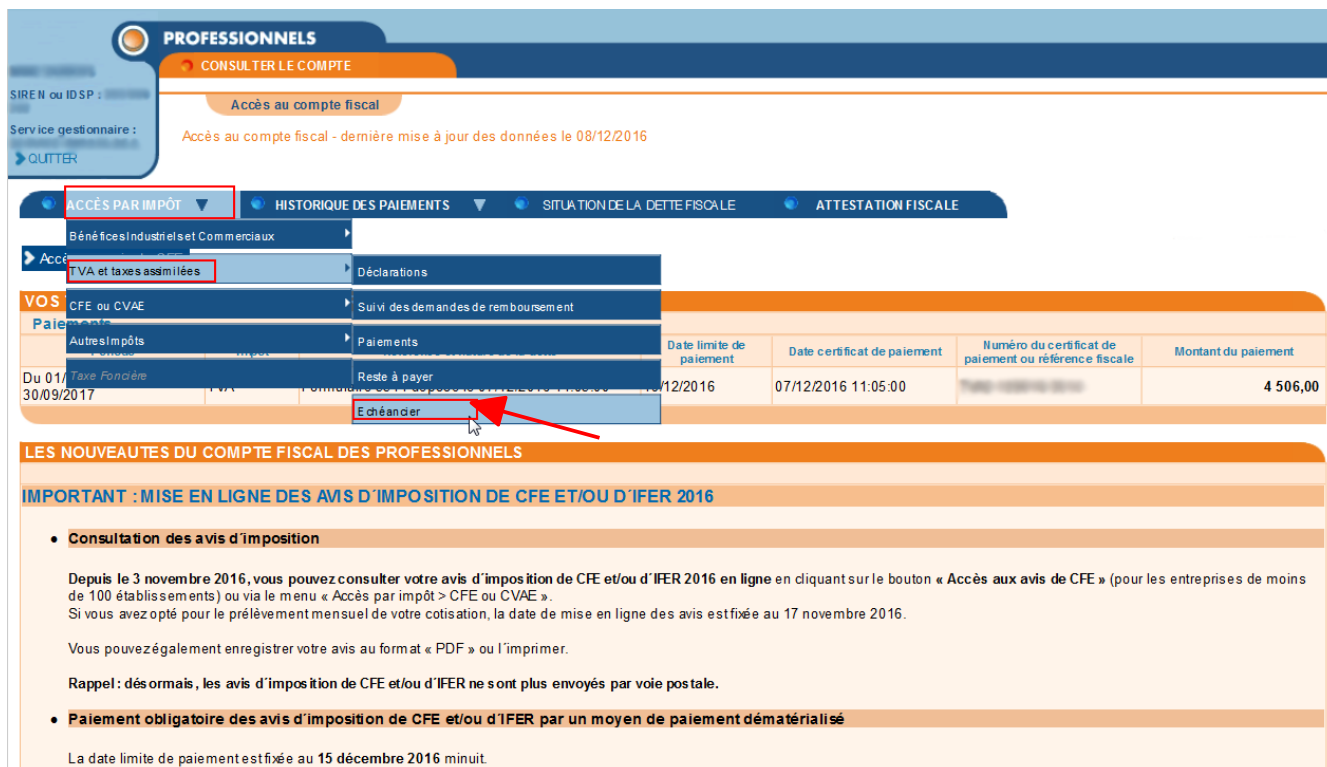 PROFESSIONNELS
CONSULTER LE COMPTE
SIREN ou IDSP :
Accès au compte fiscal
Service gestionnaire :
Accès au compte fiscal - dernière mise à jour des données le 08/12/2016
QUITTER
ACCÈS PAR IMPÔT
HISTORIQUE DES PAIEMENTS
SITUATION DE LA DETTE FISCALE
ATTESTATION FISCALE
Bénéfices Industriels et Commerciaux
TVA et taxes assimilées
Déclarations
VOS
CFE ou CVAE
Suivi des demandes de remboursement
Autres Impôts
Paiements
Date limite de paiement
Date certificat de paiement
Numéro du certificat de paiement ou référence fiscale
Montant du paiement
Taxe Foncière
Reste à payer
Du 01/
30/09/2017
/12/2016
07/12/2016 11:05:00
4 506,00
Echéancier
LES NOUVEAUTES DU COMPTE FISCAL DES PROFESSIONNELS
IMPORTANT : MISE EN LIGNE DES AVIS D´IMPOSITION DE CFE ET/OU D´IFER 2016
• Consultation des avis d´imposition
Depuis le 3 novembre 2016, vous pouvez consulter votre avis d´imposition de CFE et/ou d´IFER 2016 en ligne en cliquant sur le bouton « Accès aux avis de CFE » (pour les entreprises de moins
de 100 établissements) ou via le menu « Accès par impôt > CFE ou CVAE ».
Si vous avez opté pour le prélèvement mensuel de votre cotisation, la date de mise en ligne des avis est fixée au 17 novembre 2016.
Vous pouvez également enregistrer votre avis au format « PDF » ou l´imprimer.
Rappel : désormais, les avis d´imposition de CFE et/ou d´IFER ne sont plus envoyés par voie postale.
• Paiement obligatoire des avis d´imposition de CFE et/ou d´IFER par un moyen de paiement dématérialisé
La date limite de paiement est fixée au 15 décembre 2016 minuit.